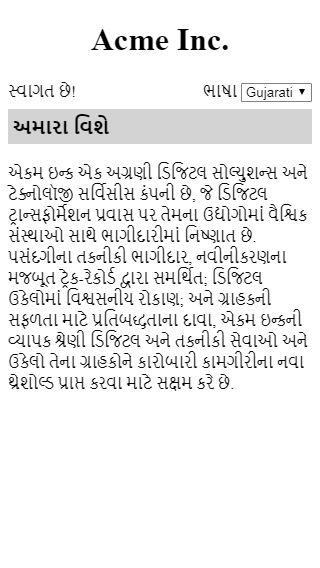 Acme Inc.
સ્વાગત છે! ભાષા Gujarati
અમારા વિશે
એકમ ઇન્ક એક અગ્રણી ડિજિટલ સોલ્યુશન્સ અને
ટેક્નોલૉજી સર્વિસીસ કંપની છે, જે ડિજિટલ
ટ્રાન્સફોર્મેશન પ્રવાસ પર તેમના ઉદ્યોગોમાં વૈશ્વિક
સંસ્થાઓ સાથે ભાગીદારીમાં નિષ્ણાત છે.
પસંદગીના તકનીકી ભાગીદાર, નવીનીકરણના
મજબૂત ટ્રેક-રેકોર્ડ દ્વારા સમર્થિત; ડિજિટલ
ઉકેલોમાં વિશ્વસનીય રોકાણ; અને ગ્રાહકની
સફળતા માટે પ્રતિબદ્ધતાના દાવા, એકમ ઇન્કની
વ્યાપક શ્રેણી ડિજિટલ અને તકનીકી સેવાઓ અને
ઉકેલો તેના ગ્રાહકોને કારોબારી કામગીરીના નવા
થ્રેશોલ્ડ પ્રાપ્ત કરવા માટે સક્ષમ કરે છે.